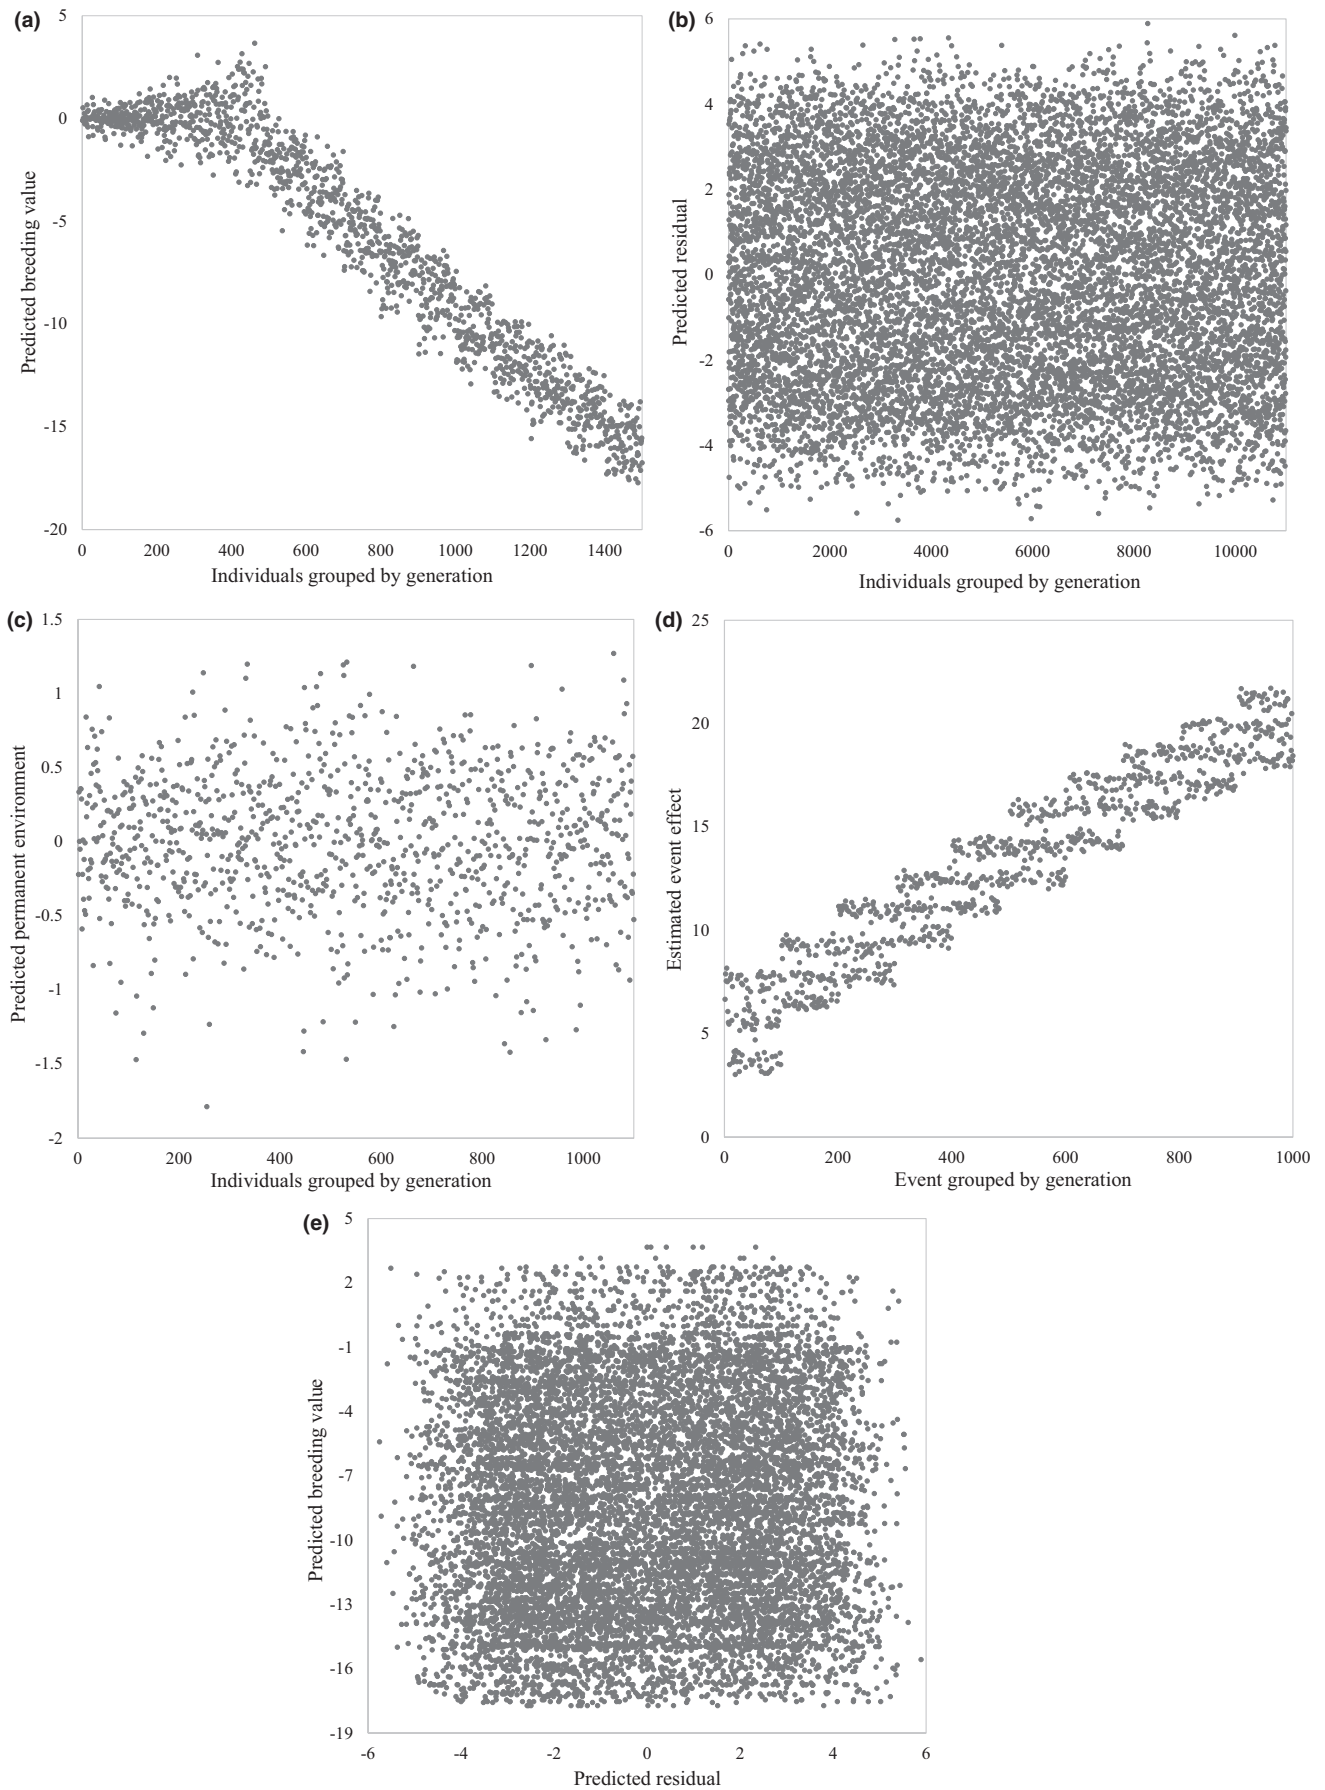 (a)
5
0
-5
-10
-15
-20
Predicted breeding value
0 200 400 600 800 1000 1200 1400
Individuals grouped by generation
(b)
6
4
2
0
-2
-4
-6
Predicted residual
0 2000 4000 6000 8000 10000
Individuals grouped by generation
(c)
1.5
1
0.5
0
-0.5
-1
-1.5
-2
Predicted permanent environment
0 200 400 600 800 1000
Individuals grouped by generation
(d)
25
20
15
10
5
0
Estimated event effect
0 200 400 600 800 1000
Event grouped by generation
(e)
5
2
-1
-4
-7
-10
-13
-16
-19
Predicted breeding value
-6 -4 -2 0 2 4 6
Predicted residual